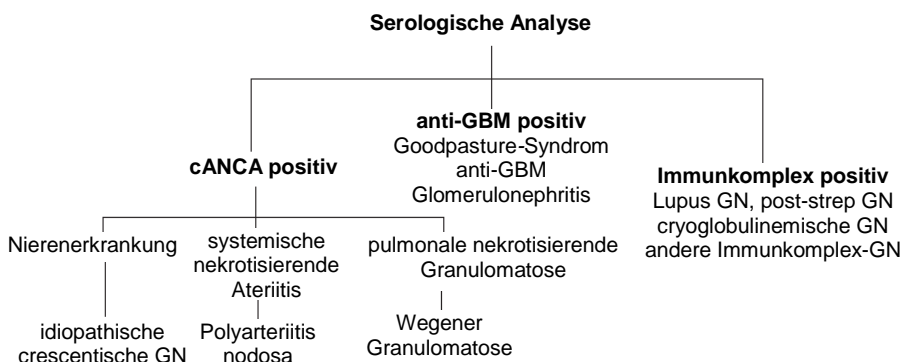 Serologische Analyse
anti-GBM positiv
Goodpasture-Syndrom
anti-GBM
Glomerulonephritis
cANCA positiv
Immunkomplex positiv
Lupus GN, post-strep GN
cryoglobulinemische GN
andere Immunkomplex-GN
Nierenerkrankung
systemische
nekrotisierende
Ateriitis
pulmonale nekrotisierende
Granulomatose
idiopathische
crescentische GN
Polyarteriitis
nodosa
Wegener
Granulomatose